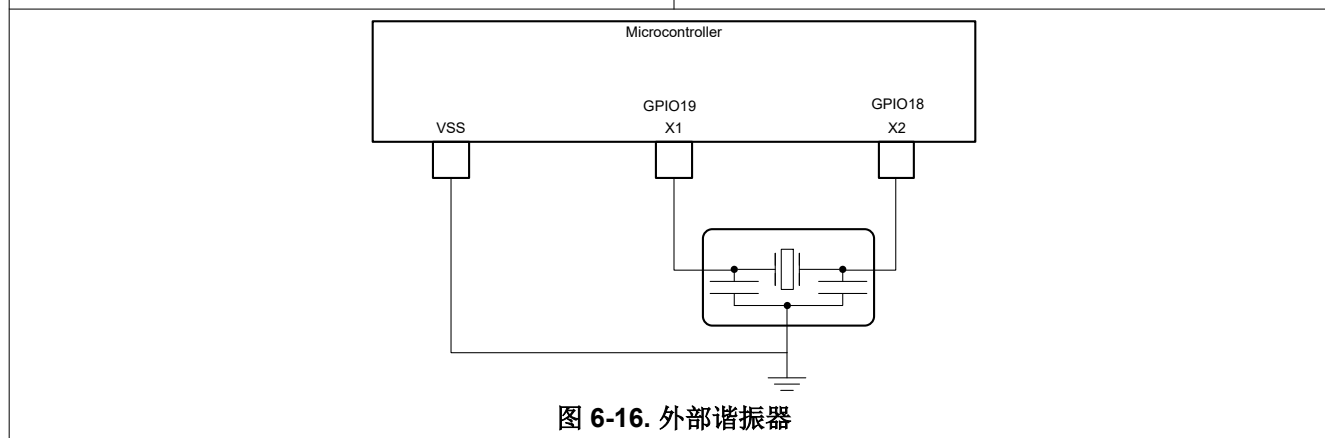 Microcontroller
GPIO19
GPIO18
VSS
X1
X2
图 6-16. 外部谐振器